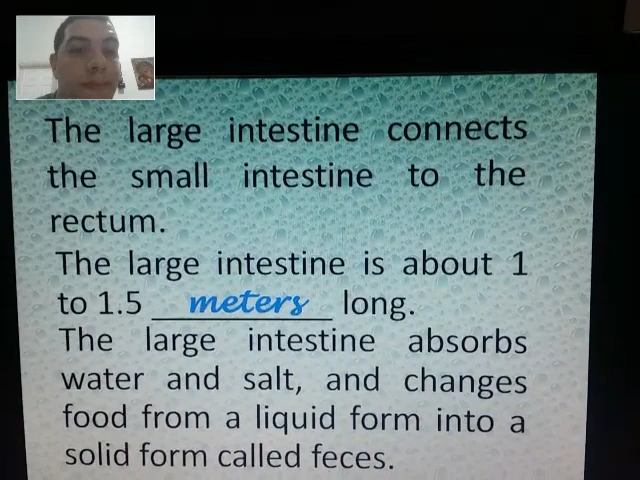 The large intestine connects
the small intestine to the
rectum.
The large intestine is about 1
to 1.5 meters long.
The large intestine absorbs
water and salt, and changes
food from a liquid form into a
solid form called feces.